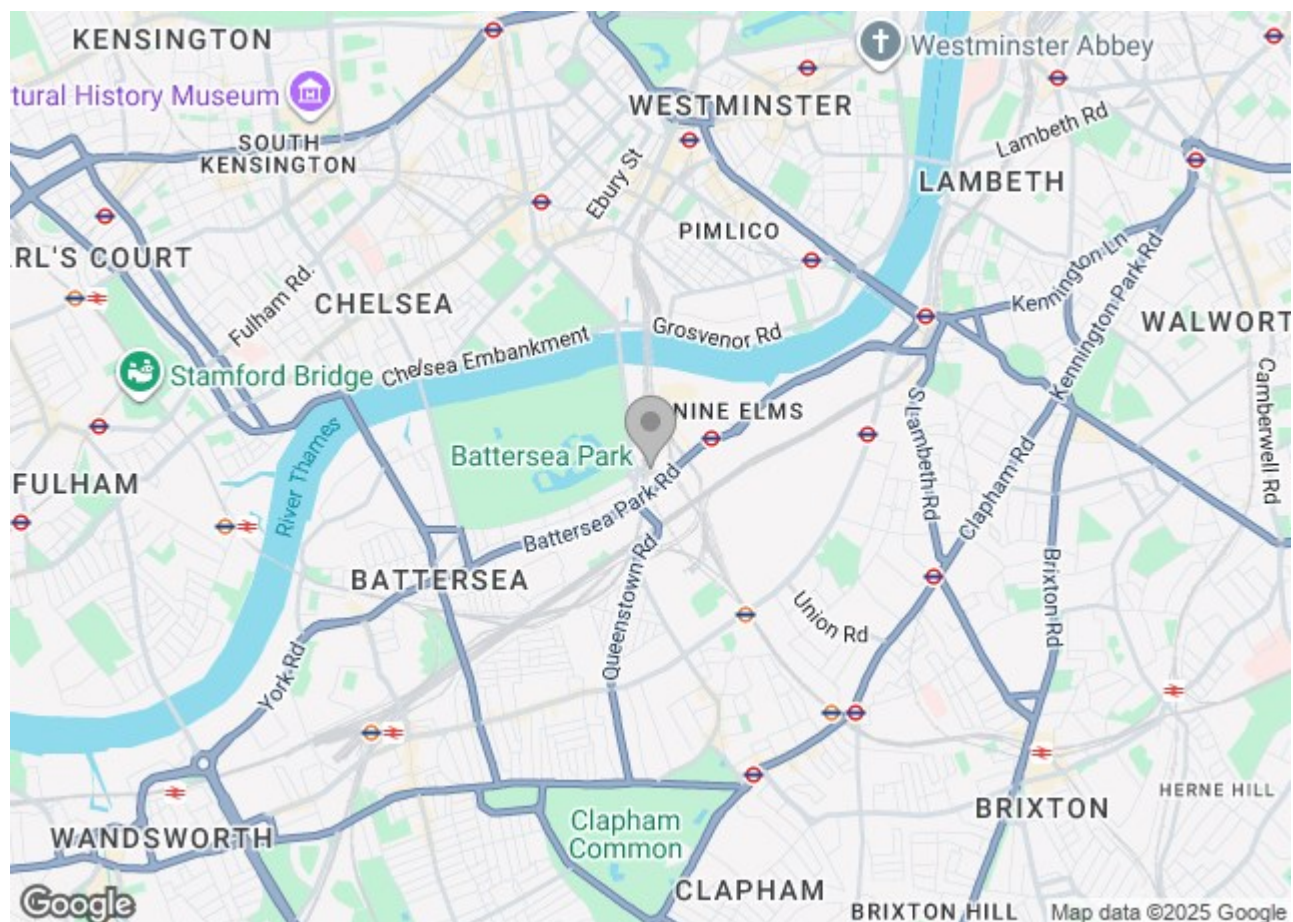 KENSINGTON
Westminster Abbey
tural History Museum
WESTMINSTER
SOUTH
KENSINGTON
Lambeth Rd
Ebury St
LAMBETH
PIMLICO
RL'S COURT
Kennington Ln
Kennington Park Rd
Fulham Rd.
CHELSEA
Grosvenor Rd
WALWORT
Chelsea Embankment
Stamford Bridge
Camberwell Rd
NINE ELMS
S Lambeth Rd
Battersea Park
Clapham Rd
FULHAM
River Thames
Battersea Park Rd
BATTERSEA
Queenstown Rd
Union Rd
Brixton Rd
York Rd
HERNE HILL
BRIXTON
WANDSWORTH
Clapham
Common
CLAPHAM
BRIXTON HILL
Google
Map data ©2025 Google